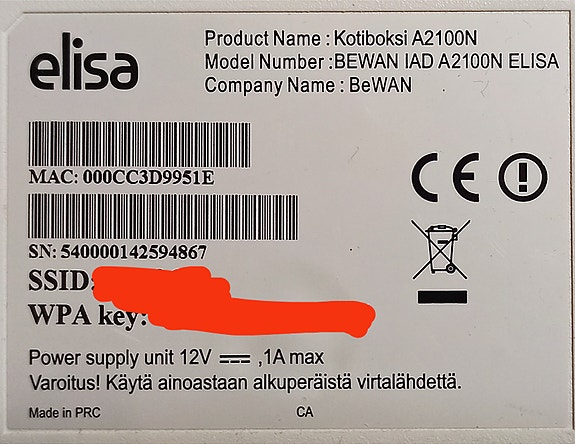 elisa
Product Name : Kotiboksi A2100N
Model Number : BEWAN IAD A2100N ELISA
Company Name : BeWAN
MAC: 000CC3D9951E
SN: 540000142594867
SSID:
WPA key:
Power supply unit 12V ⎓ ,1A max
Varoitus! Käytä ainoastaan alkuperäistä virtalähdettä.
Made in PRC CA